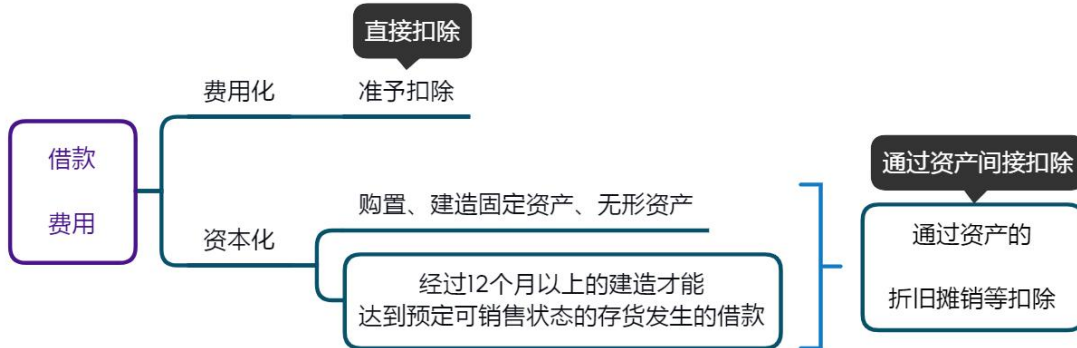 直接扣除
费用化
准予扣除
借款
费用
通过资产间接扣除
购置、建造固定资产、无形资产
资本化
通过资产的
经过12个月以上的建造才能
达到预定可销售状态的存货发生的借款
折旧摊销等扣除